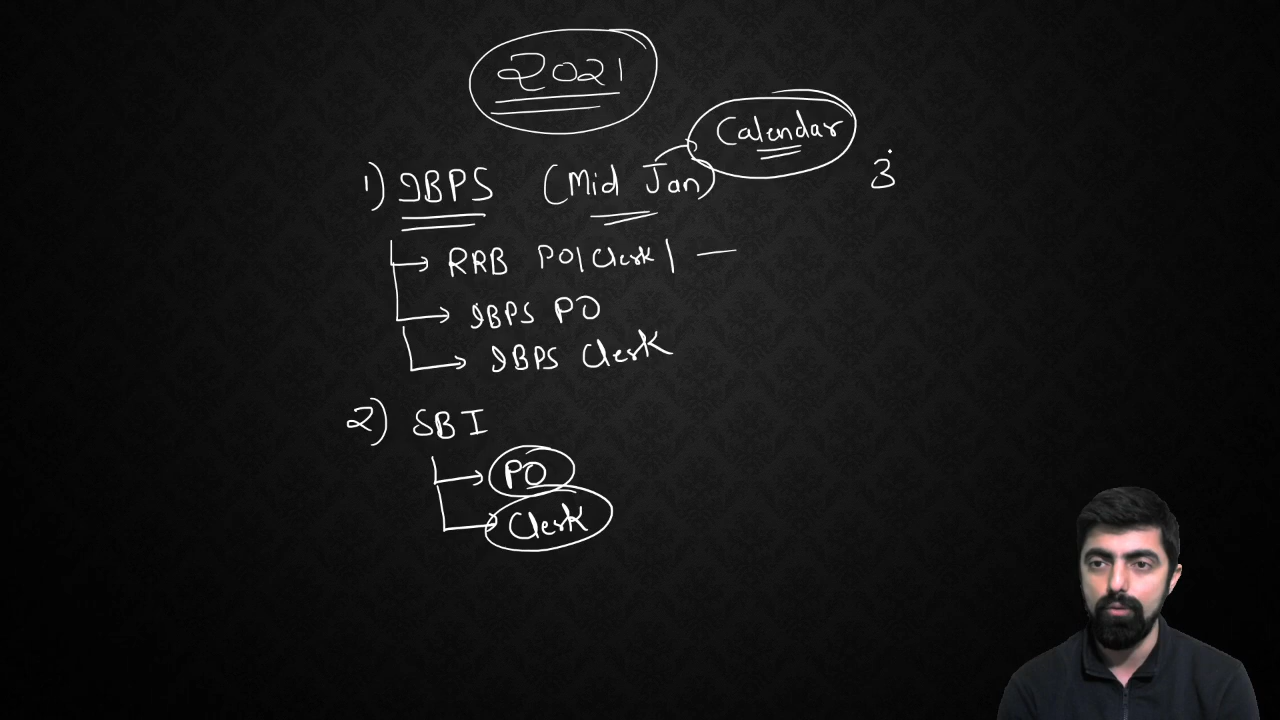 2021
Calendar
1) IBPS (Mid Jan)
3
RRB PO/Clerk/ —
IBPS PO
IBPS Clerk
2) SBI
PO
Clerk